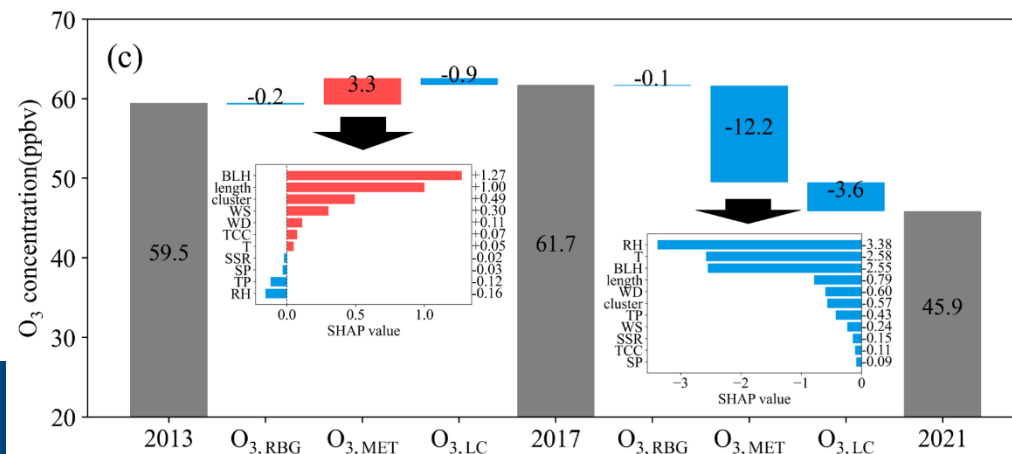 70
(c)
-0.2
3.3
-0.9
-0.1
60
-12.2
BLH +1.27
length +1.00
cluster +0.49
WS +0.30
WD +0.11
TCC +0.07
T +0.05
SSR -0.02
SP -0.03
TP -0.12
RH -0.16
0.0 1.0
SHAP value
50
-3.6
59.5
61.7
45.9
RH -3.38
T -2.58
BLH -2.55
length -0.79
WD -0.60
cluster -0.57
TP -0.43
WS -0.24
SSR -0.15
TCC -0.11
SP -0.09
−3 −2 −1 0
SHAP value
40
30
20
O₃ concentration(ppbv)
2013 O₃, RBG O₃, MET O₃, LC 2017 O₃, RBG O₃, MET O₃, LC 2021